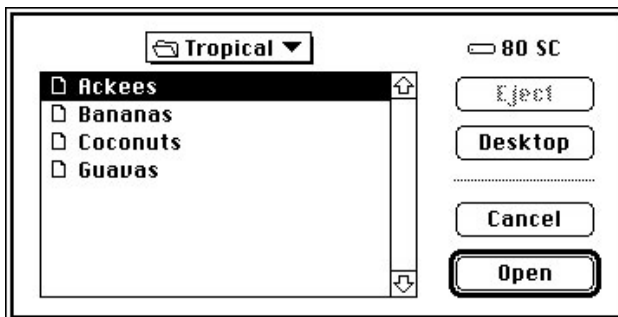 Tropical
80 SC
Ackees
Bananas
Coconuts
Guavas
Eject
Desktop
Cancel
Open